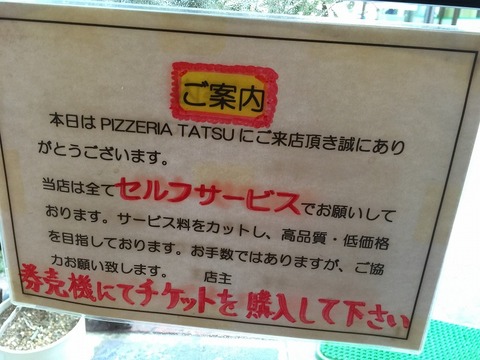 ご案内
本日は PIZZERIA TATSU にご来店頂き誠にあり
がとうございます。
当店は全てセルフサービスでお願いして
おります。サービス料をカットし、高品質・低価格
を目指しております。お手数ではありますが、ご協
力お願い致します。 店主
券売機にてチケットを購入して下さい